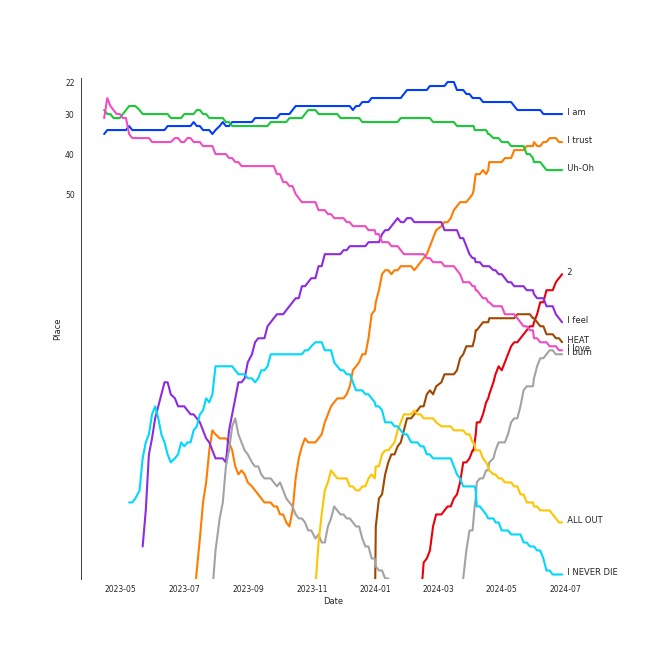 22
30
40
50
Place
I am
I trust
Uh-Oh
2
I feel
HEAT
I love
I burn
ALL OUT
I NEVER DIE
2023-05
2023-07
2023-09
2023-11
2024-01
2024-03
2024-05
2024-07
Date